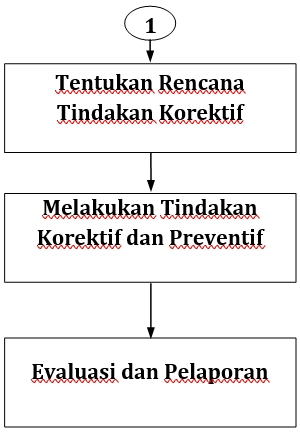 1
Tentukan Rencana
Tindakan Korektif
Melakukan Tindakan
Korektif dan Preventif
Evaluasi dan Pelaporan